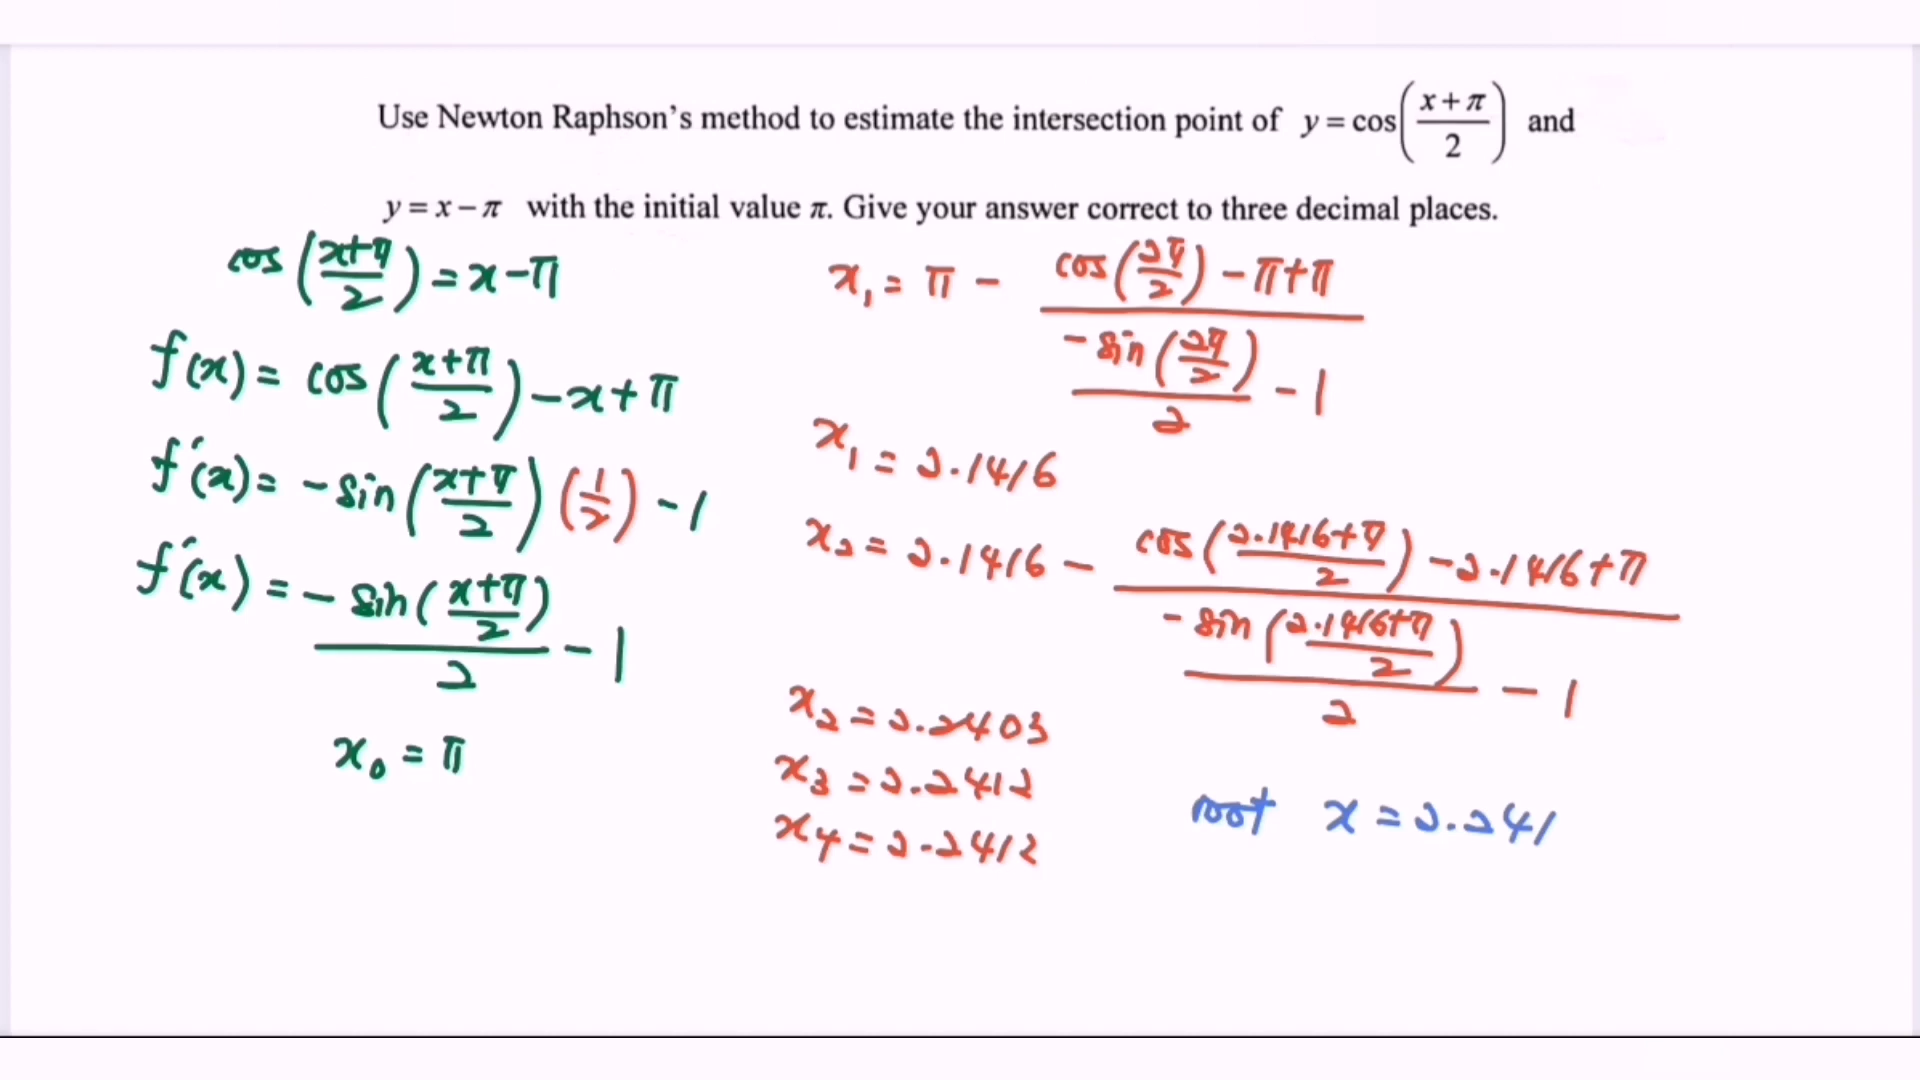 Use Newton Raphson's method to estimate the intersection point of y = cos((x+π)/2) and
y = x − π with the initial value π. Give your answer correct to three decimal places.
cos((x+π)/2) = x − π
f(x) = cos((x+π)/2) − x + π
f'(x) = −sin((x+π)/2)(1/2) − 1
f'(x) = −sin((x+π)/2)/2 − 1
x₀ = π
x₁ = π − (cos(2π/2) − π + π)/(−sin(2π/2)/2 − 1)
x₁ = 2.1416
x₂ = 2.1416 − (cos((2.1416+π)/2) − 2.1416 + π)/(−sin((2.1416+π)/2)/2 − 1)
x₂ = 2.2403
x₃ = 2.2412
x₄ = 2.2412
root x = 2.241